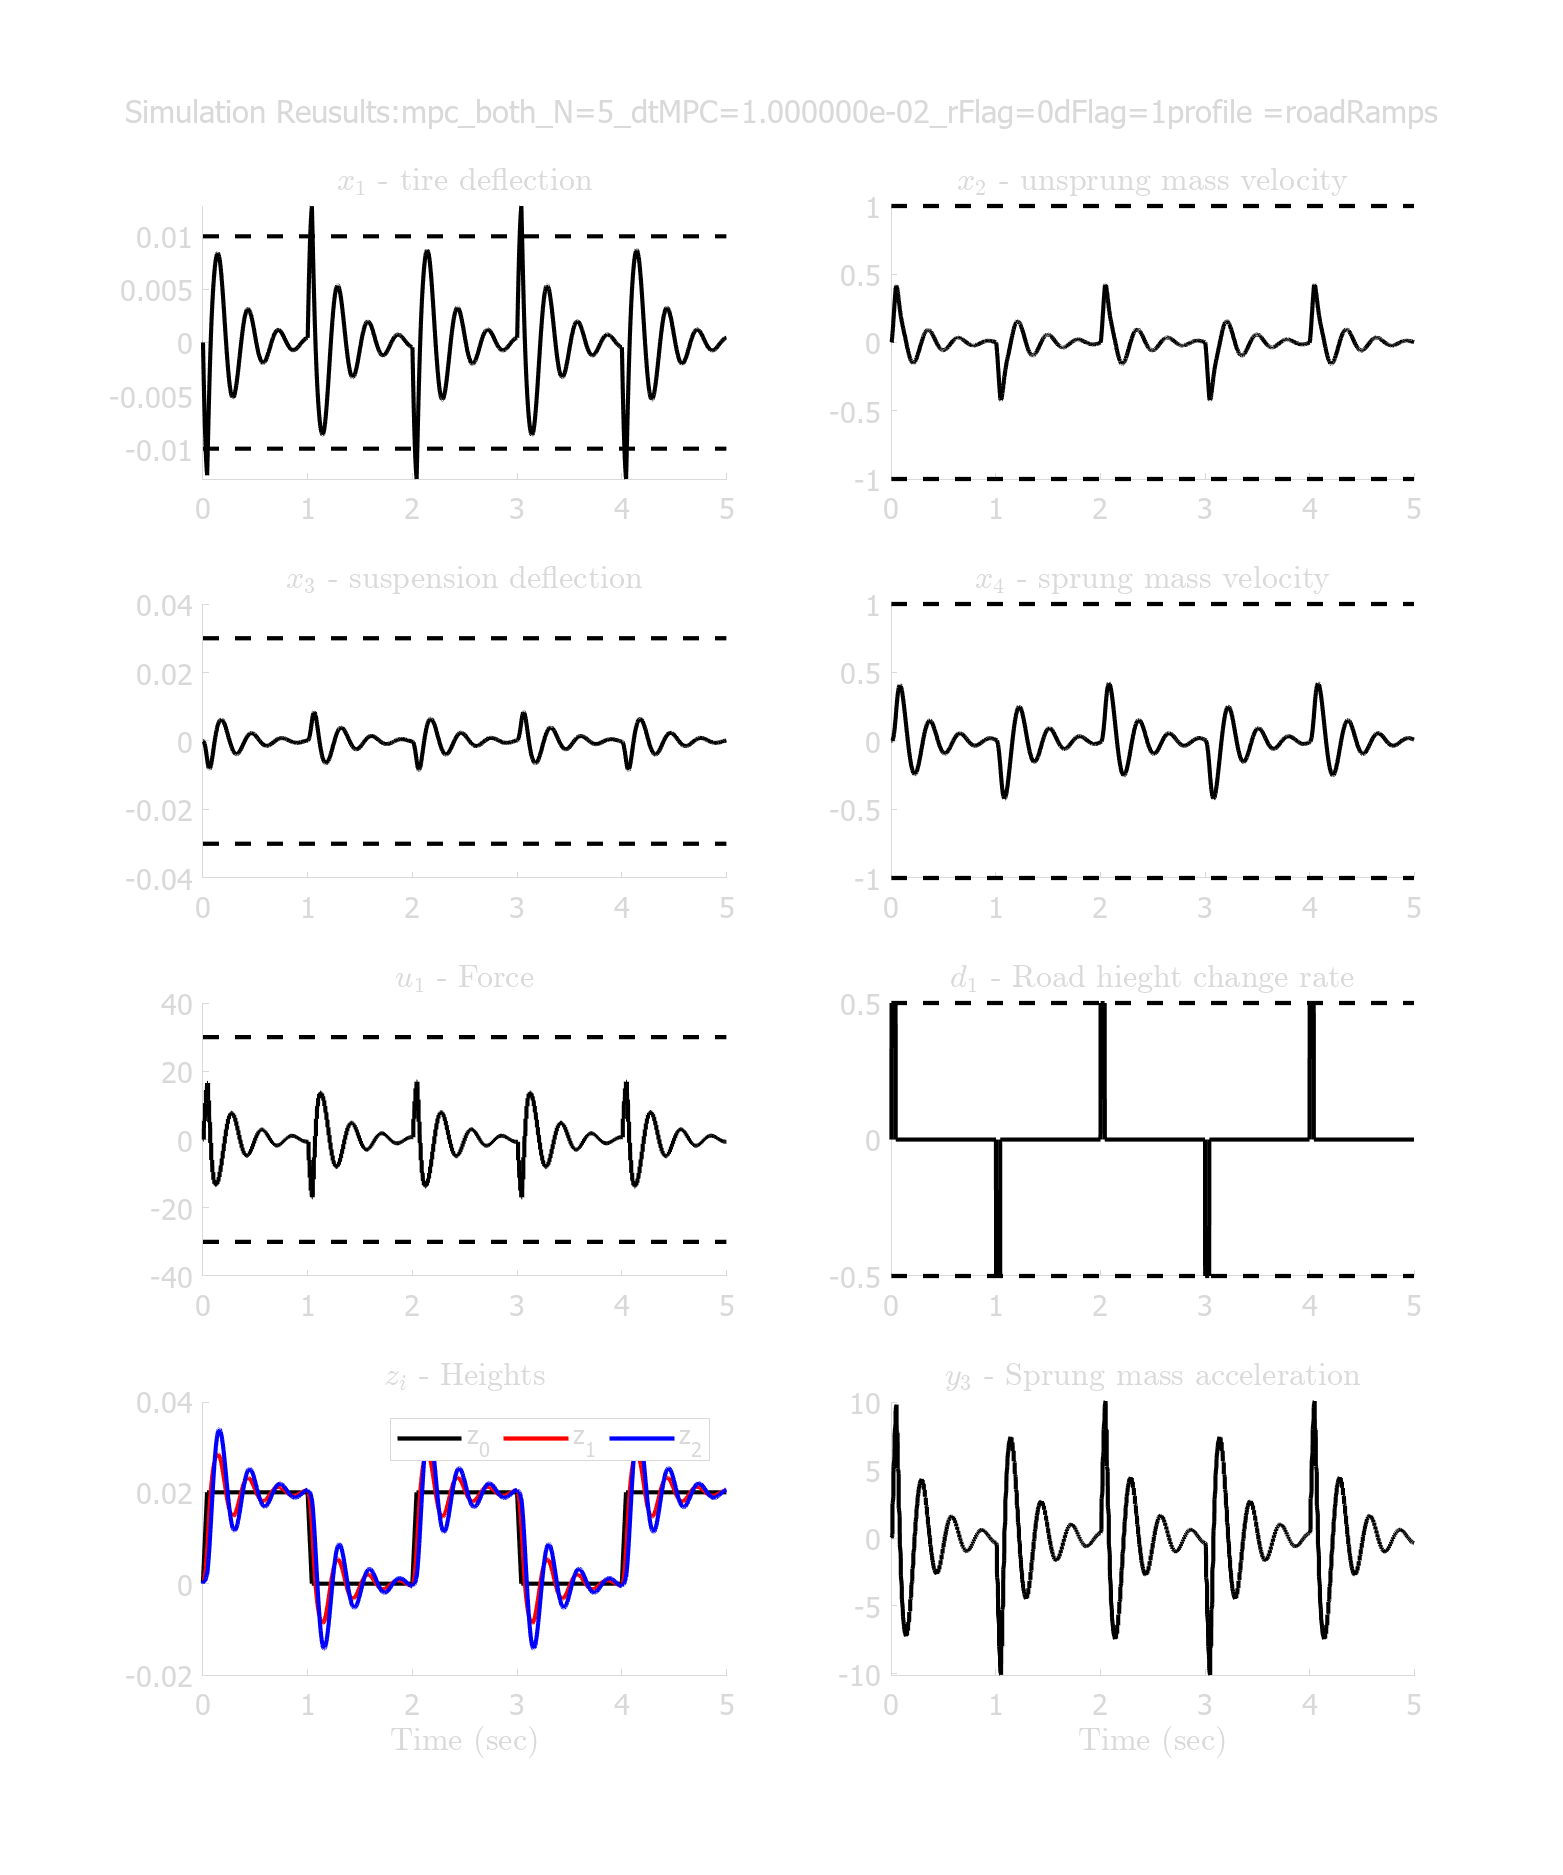 Simulation Reusults:mpc_both_N=5_dtMPC=1.000000e-02_rFlag=0dFlag=1profile =roadRamps
x1 - tire deflection
0.01
0.005
0
-0.005
-0.01
0 1 2 3 4 5
x2 - unsprung mass velocity
1
0.5
0
-0.5
-1
0 1 2 3 4 5
x3 - suspension deflection
0.04
0.02
0
-0.02
-0.04
0 1 2 3 4 5
x4 - sprung mass velocity
1
0.5
0
-0.5
-1
0 1 2 3 4 5
u1 - Force
40
20
0
-20
-40
0 1 2 3 4 5
d1 - Road hieght change rate
0.5
0
-0.5
0 1 2 3 4 5
zi - Heights
0.04
0.02
0
-0.02
z0 z1 z2
0 1 2 3 4 5
Time (sec)
y3 - Sprung mass acceleration
10
5
0
-5
-10
0 1 2 3 4 5
Time (sec)